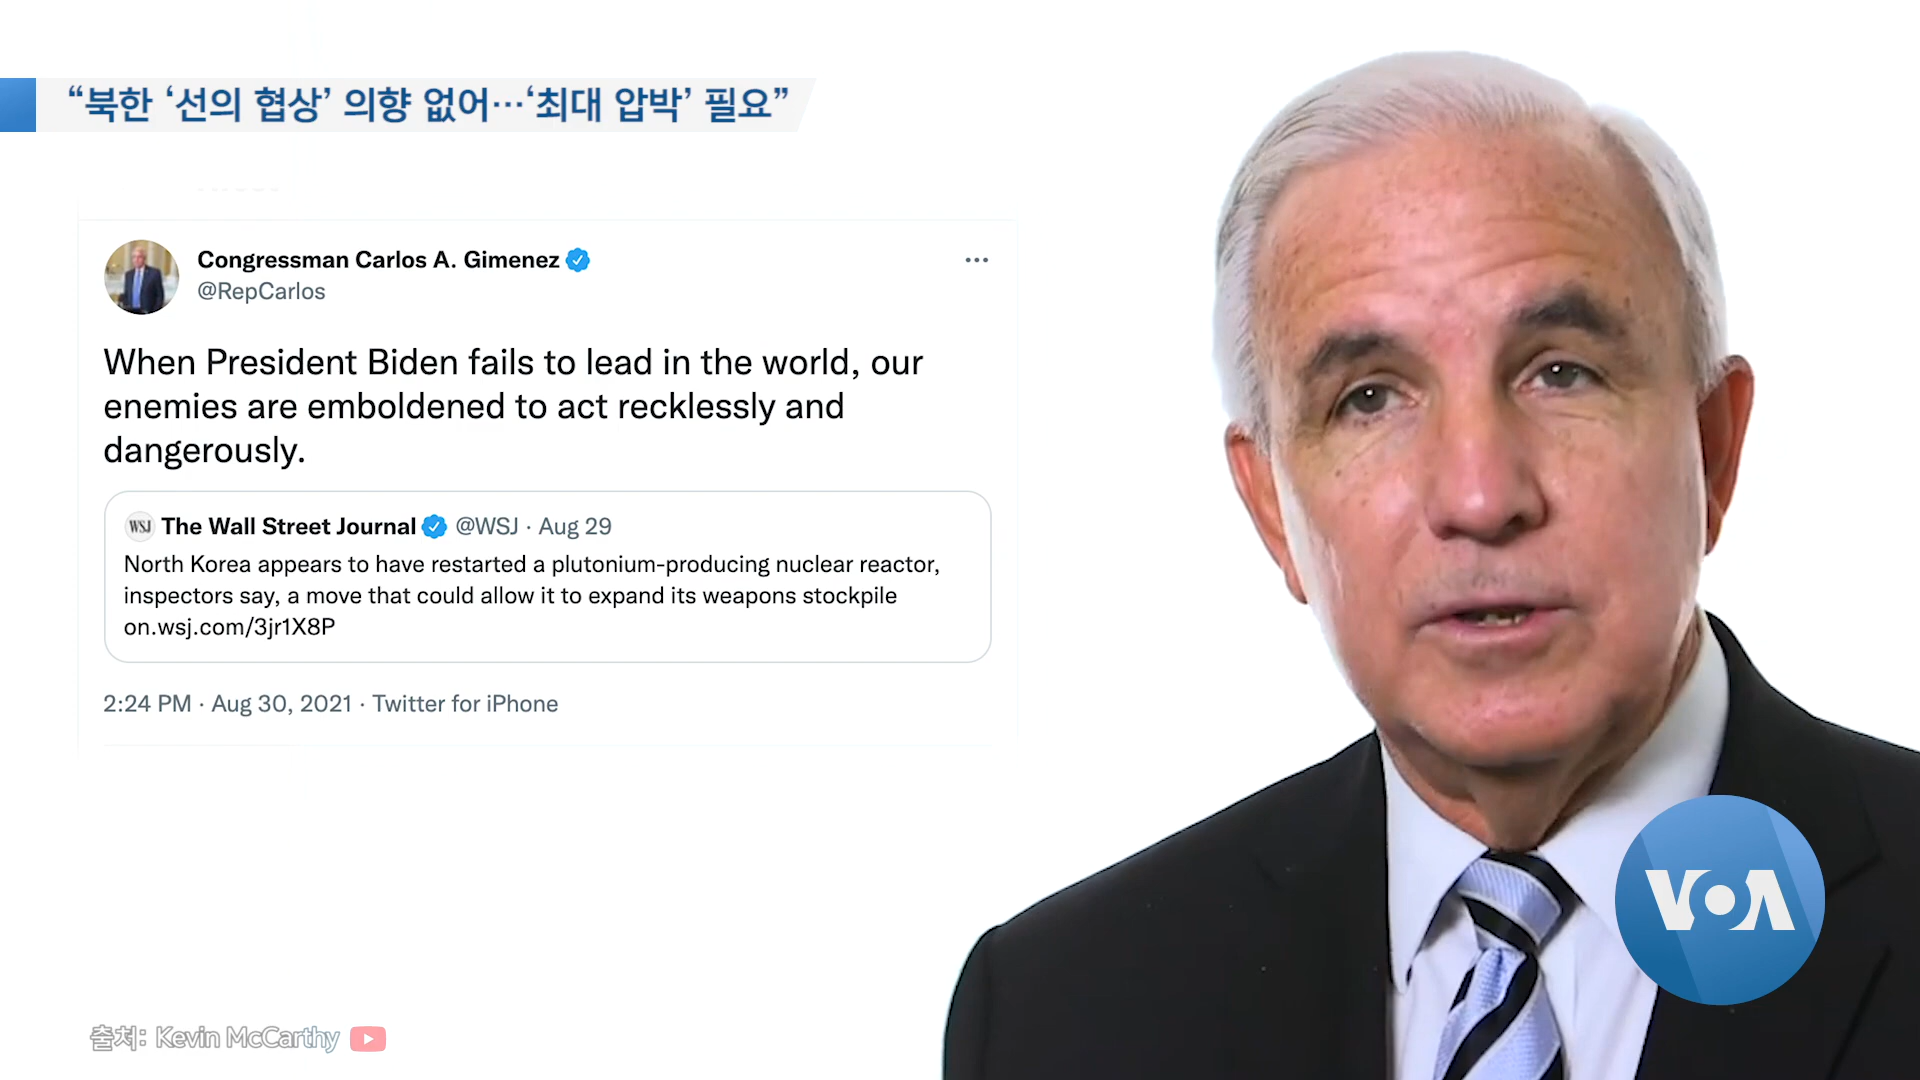 “북한 ‘선의 협상’ 의향 없어…‘최대 압박’ 필요”
Congressman Carlos A. Gimenez
@RepCarlos
When President Biden fails to lead in the world, our
enemies are emboldened to act recklessly and
dangerously.
WSJ The Wall Street Journal @WSJ · Aug 29
North Korea appears to have restarted a plutonium-producing nuclear reactor,
inspectors say, a move that could allow it to expand its weapons stockpile
on.wsj.com/3jr1X8P
2:24 PM · Aug 30, 2021 · Twitter for iPhone
VOA
출처: Kevin McCarthy